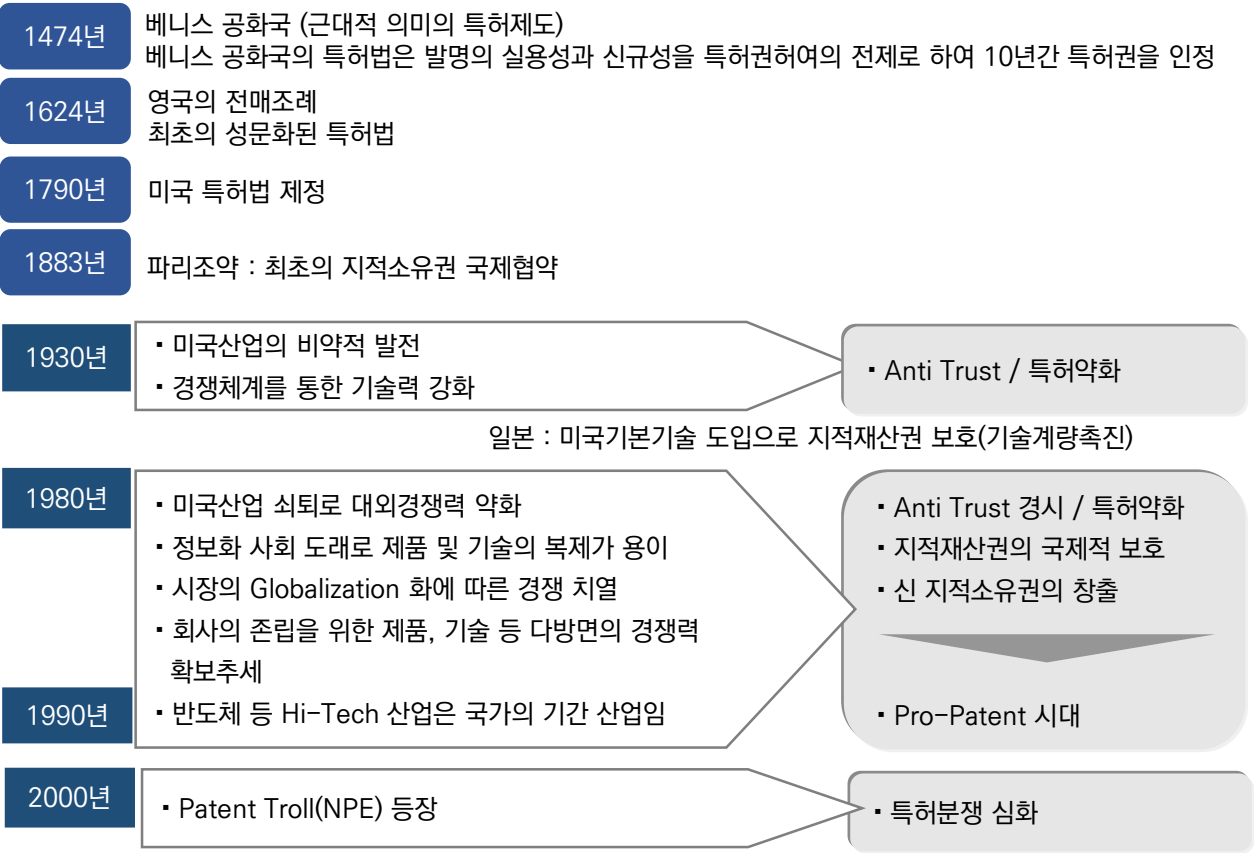 1474년
베니스 공화국 (근대적 의미의 특허제도)
베니스 공화국의 특허법은 발명의 실용성과 신규성을 특허권허여의 전제로 하여 10년간 특허권을 인정
1624년
영국의 전매조례
최초의 성문화된 특허법
1790년
미국 특허법 제정
1883년
파리조약 : 최초의 지적소유권 국제협약
1930년
▪ 미국산업의 비약적 발전
▪ 경쟁체계를 통한 기술력 강화
▪ Anti Trust / 특허약화
일본 : 미국기본기술 도입으로 지적재산권 보호(기술계량촉진)
1980년
▪ 미국산업 쇠퇴로 대외경쟁력 약화
▪ 정보화 사회 도래로 제품 및 기술의 복제가 용이
▪ 시장의 Globalization 화에 따른 경쟁 치열
▪ 회사의 존립을 위한 제품, 기술 등 다방면의 경쟁력
확보추세
1990년
▪ 반도체 등 Hi-Tech 산업은 국가의 기간 산업임
▪ Anti Trust 경시 / 특허약화
▪ 지적재산권의 국제적 보호
▪ 신 지적소유권의 창출
▪ Pro-Patent 시대
2000년
▪ Patent Troll(NPE) 등장
▪ 특허분쟁 심화